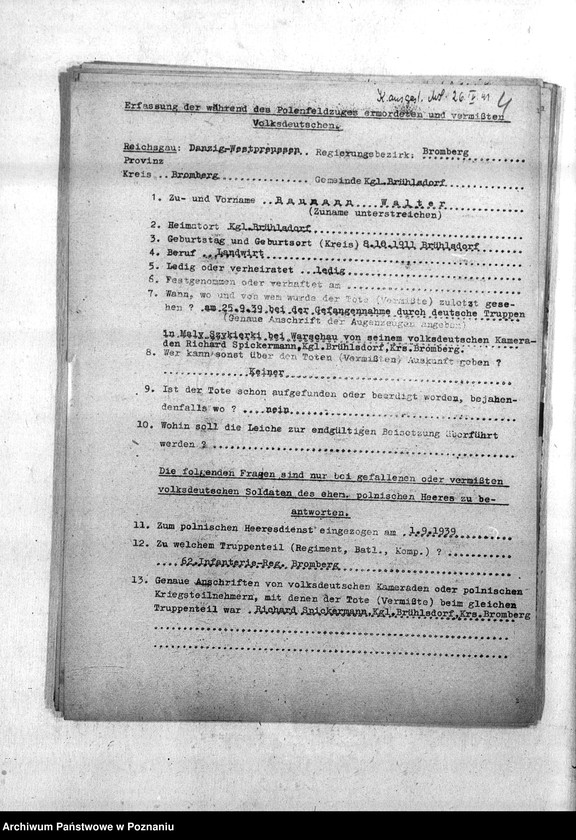 26. V. 41 4
Erfassung der während des Polenfeldzuges ermordeten und vermißten
Volksdeutschen.
Reichsgau: Danzig-Westpreussen.. Regierungsbezirk: Bromberg
Provinz
Kreis .. Bromberg .......... Gemeinde Kgl.Brühlsdorf
1. Zu- und Vorname .. Baumann Walter
(Zuname unterstreichen)
2. Heimatort Kgl.Brühlsdorf
3. Geburtstag und Geburtsort (Kreis) 8.10.1911 Brühlsdorf
4. Beruf ..Landwirt
5. Ledig oder verheiratet ..ledig
6. Festgenommen oder verhaftet am
7. Wann, wo und von wem wurde der Tote (Vermißte) zuletzt gese-
hen ? am 25.9.39 bei der Gefangennahme durch deutsche Truppen
(Genaue Anschrift der Augenzeugen angeben)
in Maly Szykierki bei Warschau von seinem volksdeutschen Kamera-
den Richard Spickermann,Kgl.Brühlsdorf,Krs.Bromberg.
8. Wer kann sonst über den Toten (Vermißten) Auskunft geben ?
Keiner
9. Ist der Tote schon aufgefunden oder beerdigt worden, bejahen-
denfalls wo ? ...nein
10. Wohin soll die Leiche zur endgültigen Beisetzung überführt
werden ?
Die folgenden Fragen sind nur bei gefallenen oder vermißten
volksdeutschen Soldaten des ehem. polnischen Heeres zu be-
antworten.
11. Zum polnischen Heeresdienst eingezogen am .1.9.1939
12. Zu welchem Truppenteil (Regiment, Batl., Komp.) ?
62.Infanterie-Reg. Bromberg
13. Genaue Anschriften von volksdeutschen Kameraden oder polnischen
Kriegsteilnehmern, mit denen der Tote (Vermißte) beim gleichen
Truppenteil war .Richard Spickermann,Kgl.Brühlsdorf,Krs.Bromberg
Archiwum Państwowe w Poznaniu